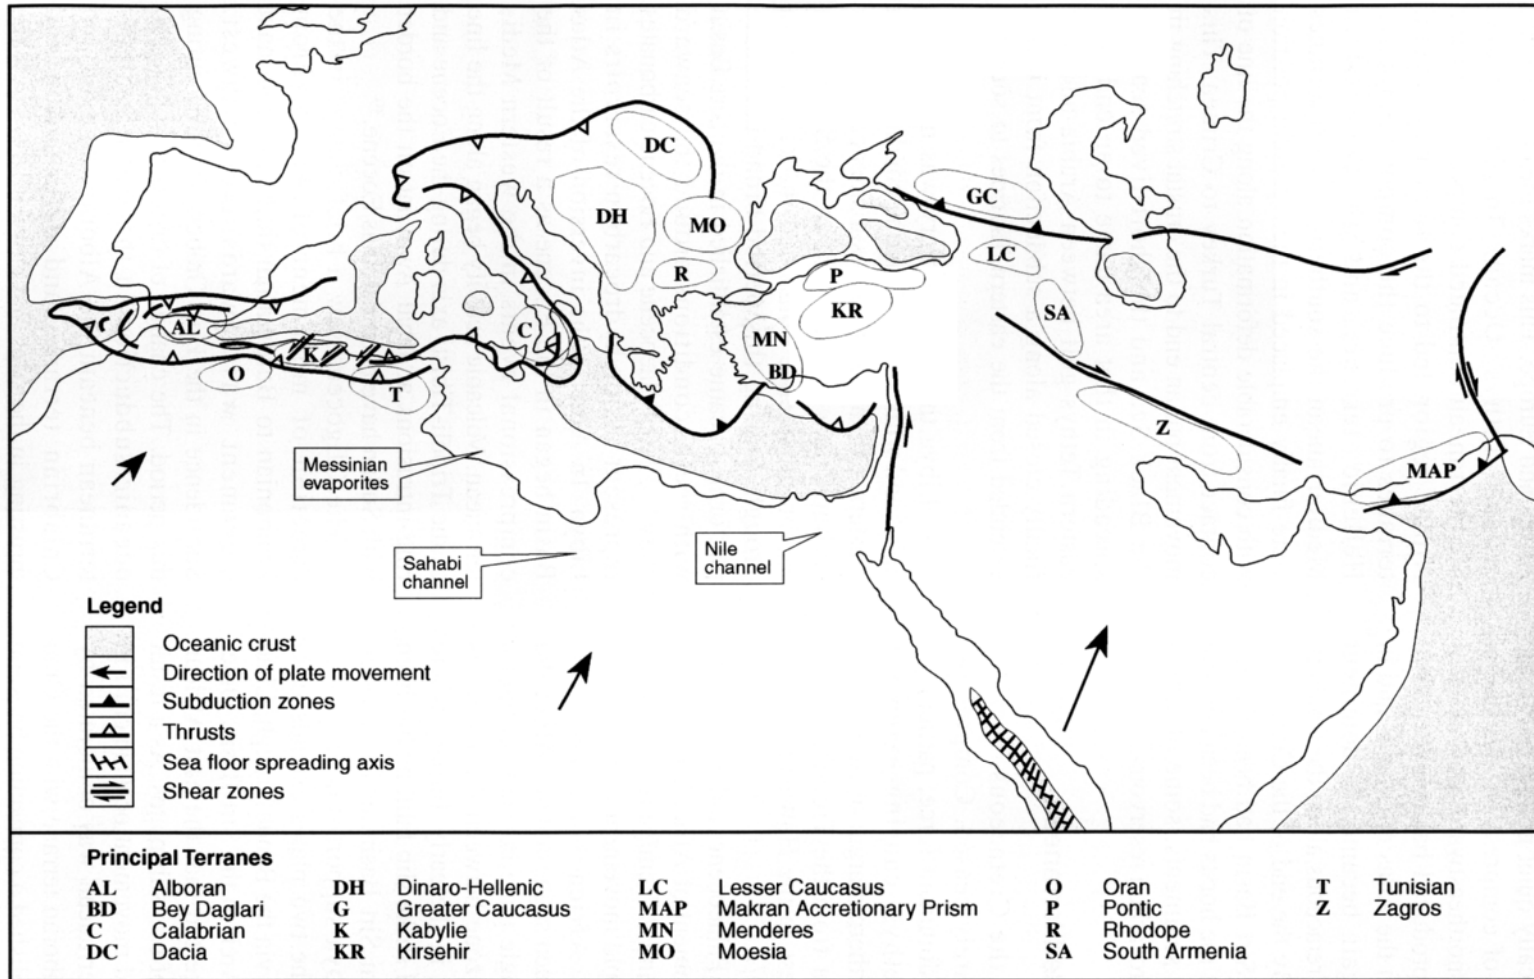 DC
GC
DH
MO
LC
R
P
KR
SA
AL
C
MN
K
BD
O
T
Z
MAP
Messinian
evaporites
Sahabi
channel
Nile
channel
Legend
Oceanic crust
Direction of plate movement
Subduction zones
Thrusts
Sea floor spreading axis
Shear zones
Principal Terranes
AL Alboran DH Dinaro-Hellenic LC Lesser Caucasus O Oran T Tunisian
BD Bey Daglari G Greater Caucasus MAP Makran Accretionary Prism P Pontic Z Zagros
C Calabrian K Kabylie MN Menderes R Rhodope
DC Dacia KR Kirsehir MO Moesia SA South Armenia